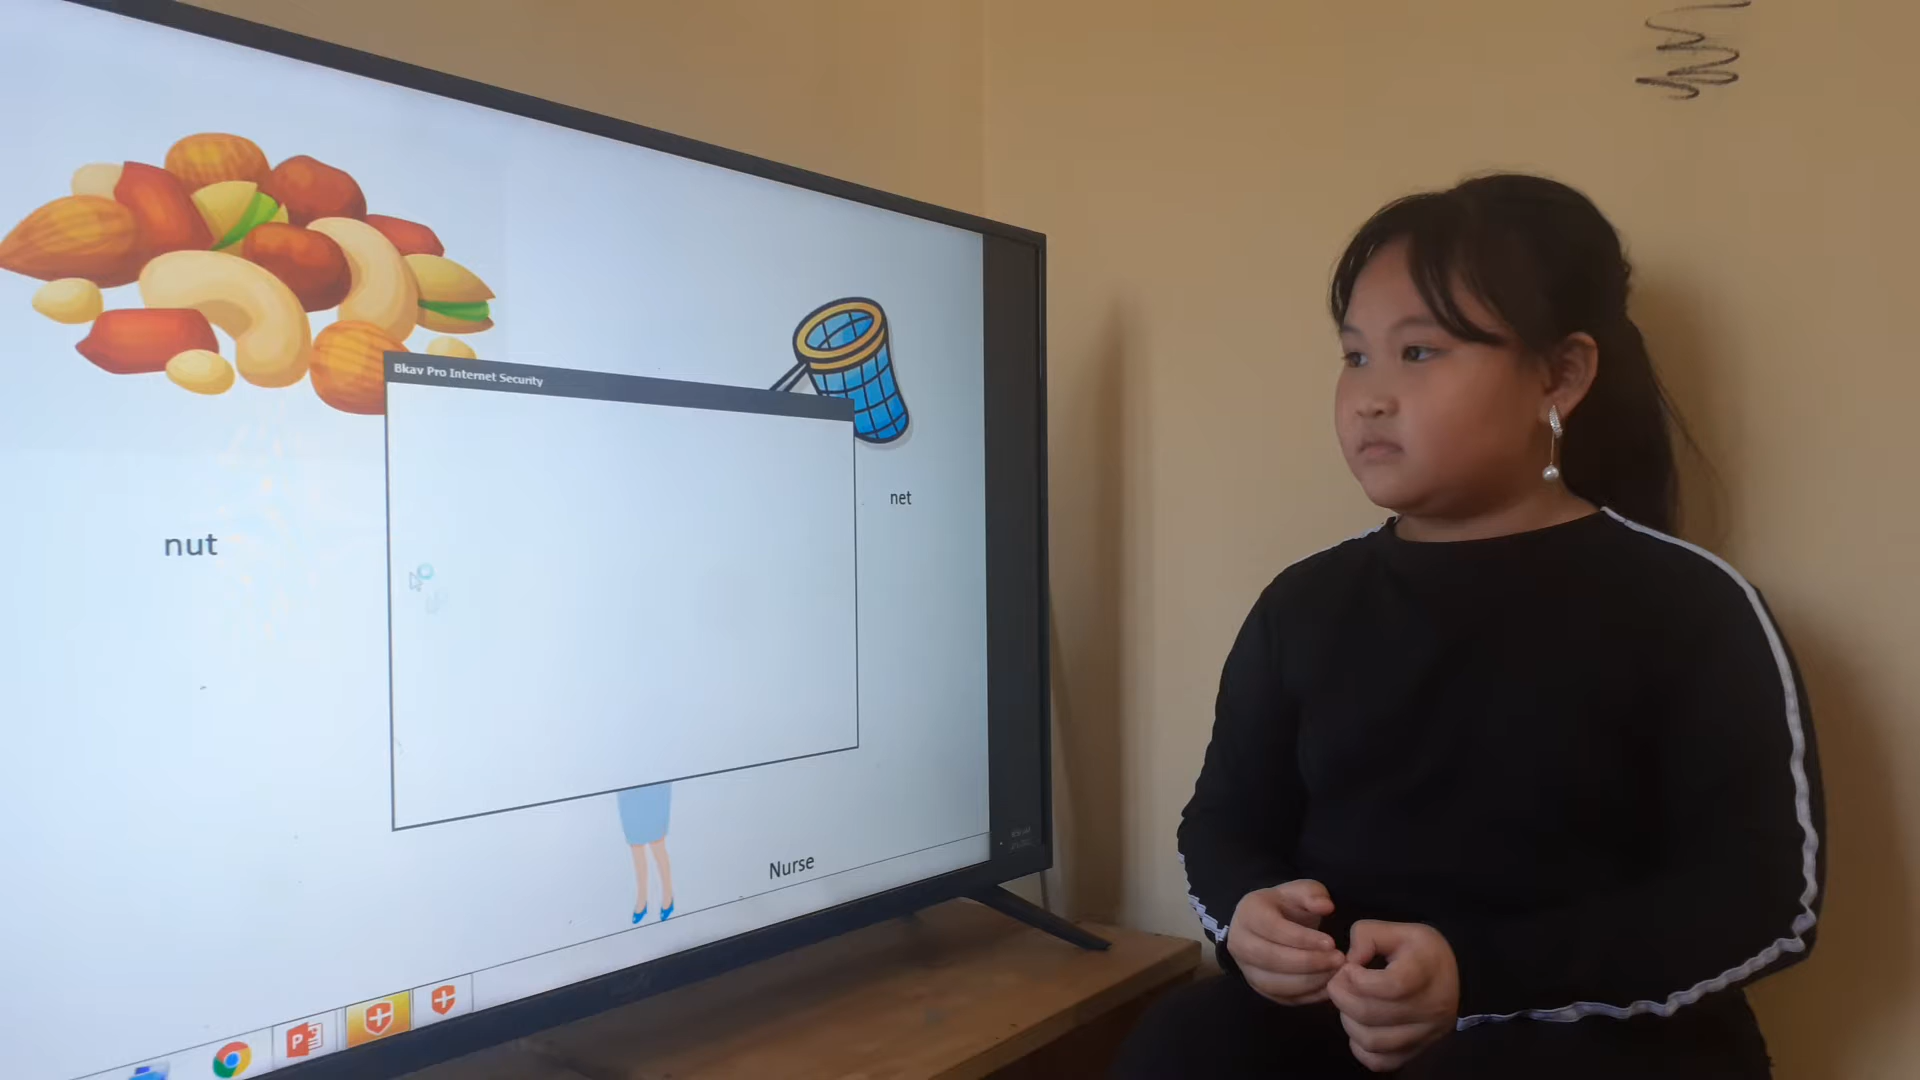 Bkav Pro Internet Security
net
nut
Nurse
P